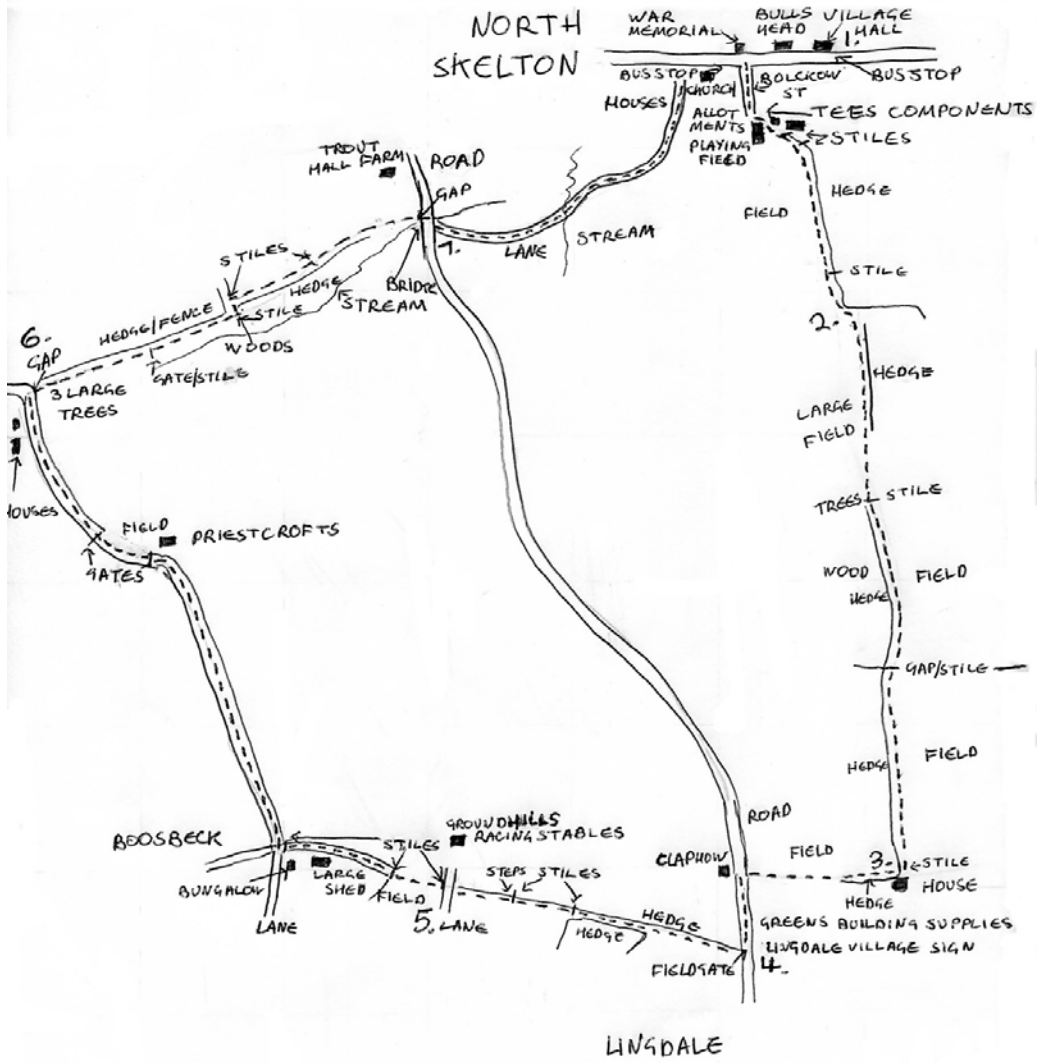 NORTH
SKELTON
WAR
MEMORIAL
BULLS
HEAD
VILLAGE
HALL
1.
BUS STOP
CHURCH
BOLCKOW
ST
BUSSTOP
HOUSES
ALLOT
MENTS
PLAYING
FIELD
TEES COMPONENTS
STILES
TROUT
HALL FARM
ROAD
GAP
HEDGE
FIELD
STREAM
LANE
7.
STILES
STILE
HEDGE
BRIDGE
STREAM
HEDGE/FENCE
STILE
WOODS
2.
6.
GAP
GATE/STILE
3 LARGE
TREES
HEDGE
LARGE
FIELD
TREES
STILE
HOUSES
FIELD
PRIESTCROFTS
GATES
WOOD
HEDGE
FIELD
GAP/STILE
HEDGE
FIELD
BOOSBECK
STILES
GROUNDHILLS
RACING STABLES
ROAD
CLAPHOW
FIELD
3.
STILE
HOUSE
BUNGALOW
LARGE
SHED
FIELD
STEPS
STILES
HEDGE
HEDGE
LANE
5.
LANE
HEDGE
GREENS BUILDING SUPPLIES
LINGDALE VILLAGE SIGN
FIELDGATE
4.
LINGDALE